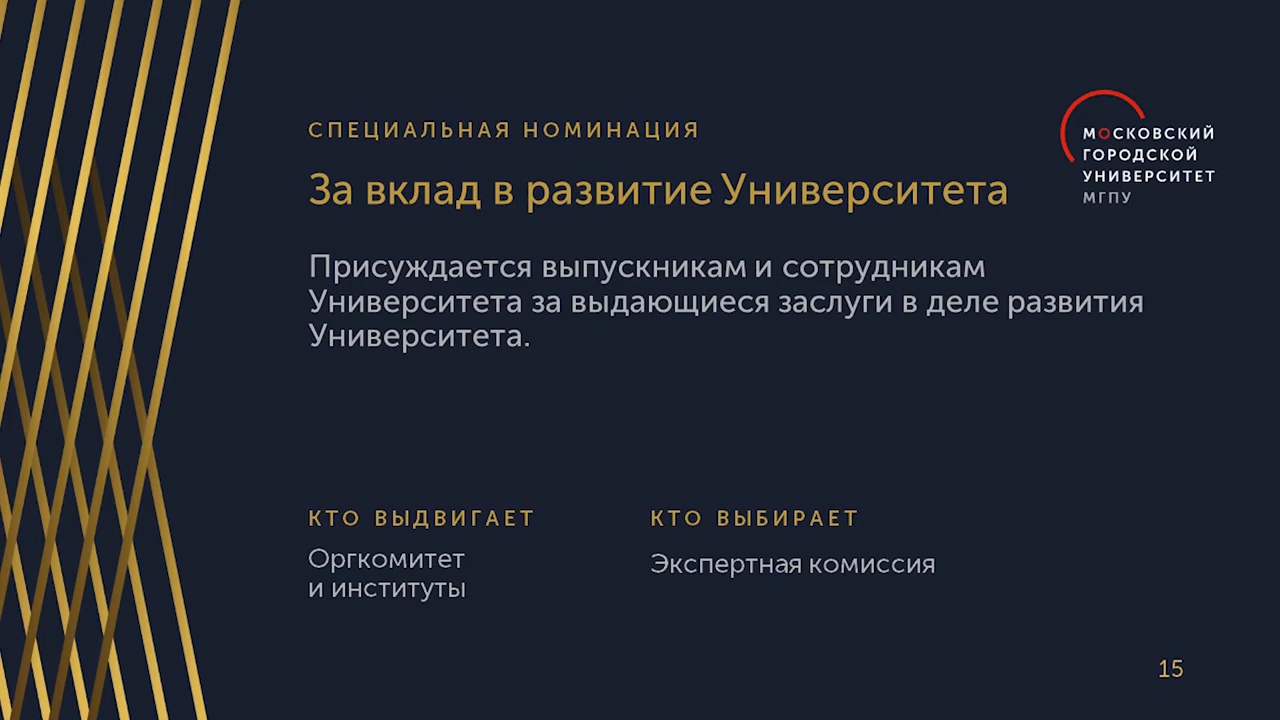 СПЕЦИАЛЬНАЯ НОМИНАЦИЯ
За вклад в развитие Университета
МОСКОВСКИЙ
ГОРОДСКОЙ
УНИВЕРСИТЕТ
МГПУ
Присуждается выпускникам и сотрудникам
Университета за выдающиеся заслуги в деле развития
Университета.
КТО ВЫДВИГАЕТ
Оргкомитет
и институты
КТО ВЫБИРАЕТ
Экспертная комиссия
15